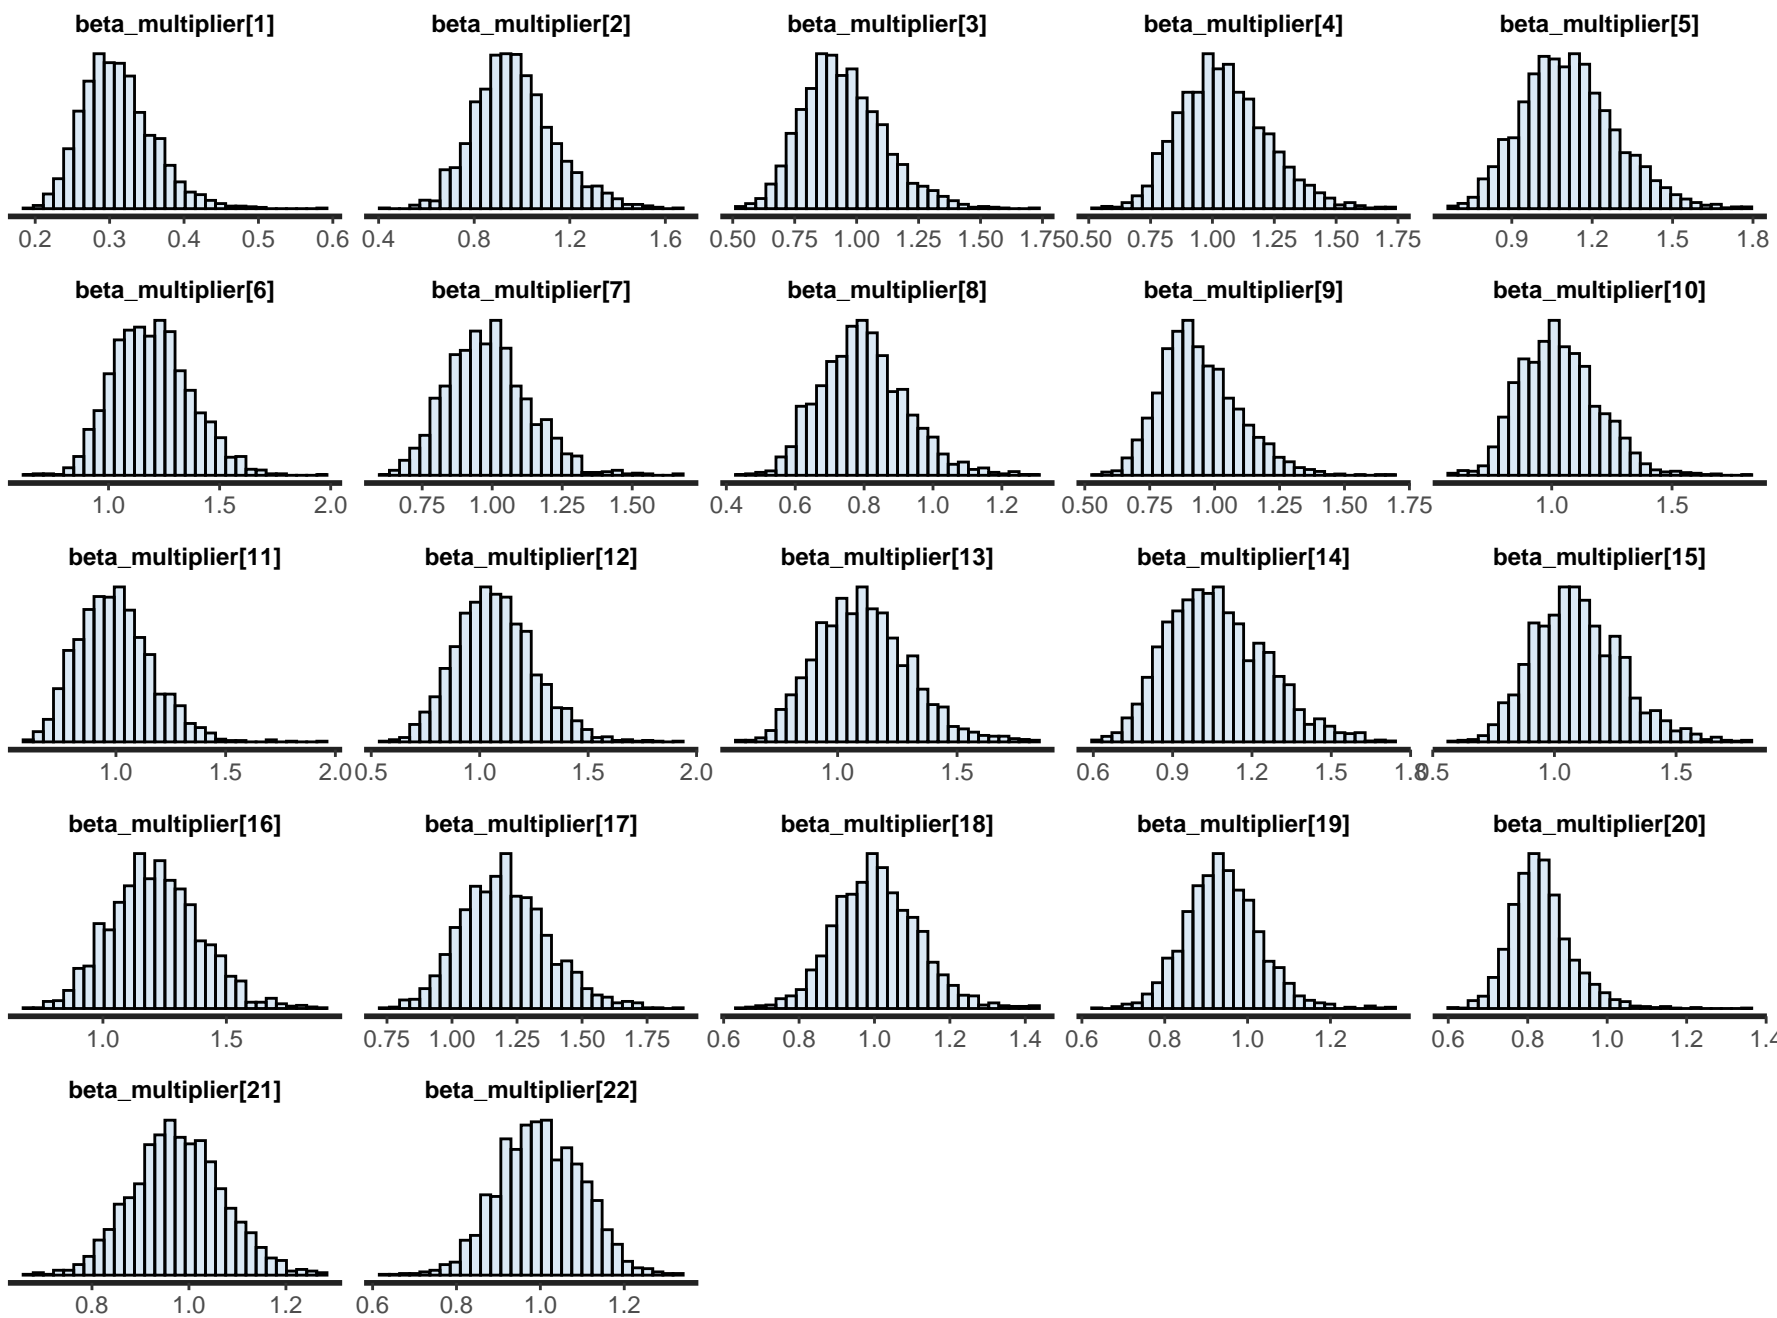 beta_multiplier[1] beta_multiplier[2] beta_multiplier[3] beta_multiplier[4] beta_multiplier[5]
0.2 0.3 0.4 0.5 0.6 0.4 0.8 1.2 1.6 0.50 0.75 1.00 1.25 1.50 1.75 0.50 0.75 1.00 1.25 1.50 1.75 0.9 1.2 1.5 1.8
beta_multiplier[6] beta_multiplier[7] beta_multiplier[8] beta_multiplier[9] beta_multiplier[10]
1.0 1.5 2.0 0.75 1.00 1.25 1.50 0.4 0.6 0.8 1.0 1.2 0.50 0.75 1.00 1.25 1.50 1.75 1.0 1.5
beta_multiplier[11] beta_multiplier[12] beta_multiplier[13] beta_multiplier[14] beta_multiplier[15]
1.0 1.5 2.0 0.5 1.0 1.5 2.0 1.0 1.5 0.6 0.9 1.2 1.5 1.8 0.5 1.0 1.5
beta_multiplier[16] beta_multiplier[17] beta_multiplier[18] beta_multiplier[19] beta_multiplier[20]
1.0 1.5 0.75 1.00 1.25 1.50 1.75 0.6 0.8 1.0 1.2 1.4 0.6 0.8 1.0 1.2 0.6 0.8 1.0 1.2 1.4
beta_multiplier[21] beta_multiplier[22]
0.8 1.0 1.2 0.6 0.8 1.0 1.2